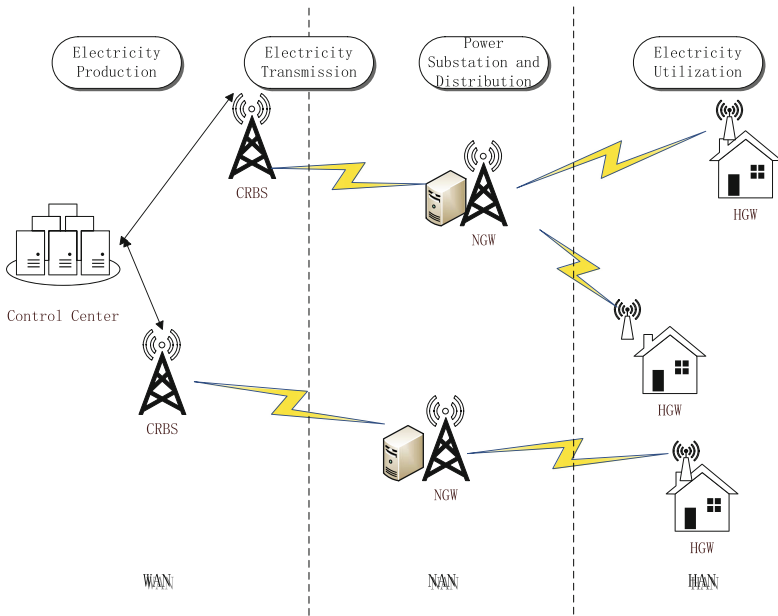 Electricity
Production
Electricity
Transmission
Power
Substation and
Distribution
Electricity
Utilization
CRBS
NGW
HGW
Control Center
CRBS
HGW
NGW
HGW
WAN
NAN
HAN